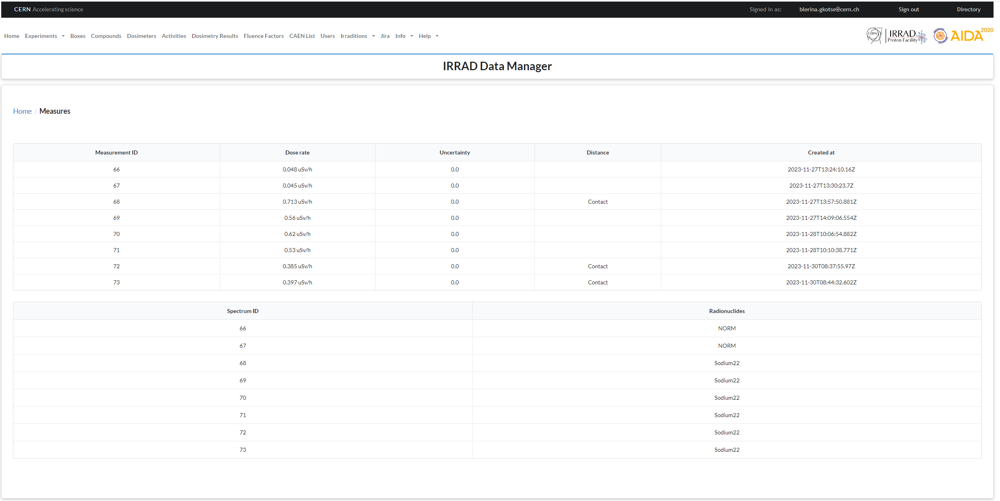 CERN Accelerating science Signed in as: blerina.gkotse@cern.ch Sign out Directory
Home Experiments Boxes Compounds Dosimeters Activities Dosimetry Results Fluence Factors CAEN List Users Irraditions Jira Info Help
CERN IRRAD Proton Facility AIDA 2020
IRRAD Data Manager
Home / Measures
Measurement ID Dose rate Uncertainty Distance Created at
66 0.048 uSv/h 0.0 2023-11-27T13:24:10.16Z
67 0.045 uSv/h 0.0 2023-11-27T13:30:23.7Z
68 0.713 uSv/h 0.0 Contact 2023-11-27T13:57:50.881Z
69 0.56 uSv/h 0.0 2023-11-27T14:09:06.554Z
70 0.62 uSv/h 0.0 2023-11-28T10:06:54.882Z
71 0.53 uSv/h 0.0 2023-11-28T10:10:38.771Z
72 0.385 uSv/h 0.0 Contact 2023-11-30T08:37:55.97Z
73 0.397 uSv/h 0.0 Contact 2023-11-30T08:44:32.602Z
Spectrum ID Radionuclides
66 NORM
67 NORM
68 Sodium22
69 Sodium22
70 Sodium22
71 Sodium22
72 Sodium22
73 Sodium22